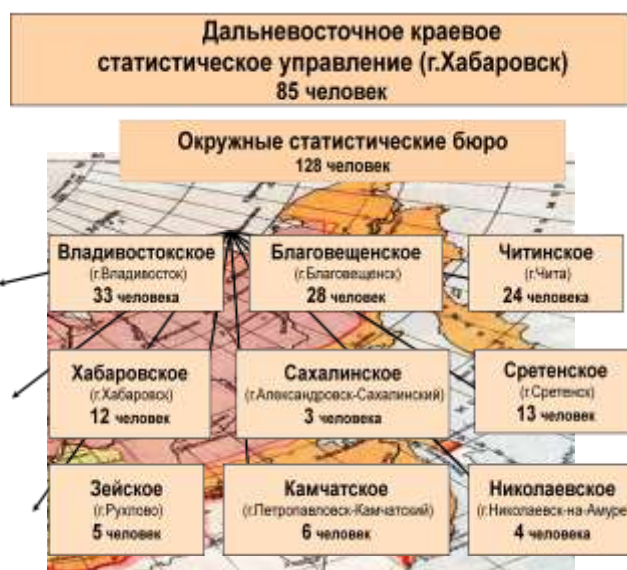 Дальневосточное краевое
статистическое управление (г.Хабаровск)
85 человек
Окружные статистические бюро
128 человек
Владивостокское
(г.Владивосток)
33 человека
Благовещенское
(г.Благовещенск)
28 человек
Читинское
(г.Чита)
24 человека
Хабаровское
(г.Хабаровск)
12 человек
Сахалинское
(г.Александровск-Сахалинский)
3 человека
Сретенское
(г.Сретенск)
13 человек
Зейское
(г.Рухлово)
5 человек
Камчатское
(г.Петропавловск-Камчатский)
6 человек
Николаевское
(г.Николаевск-на-Амуре
4 человека